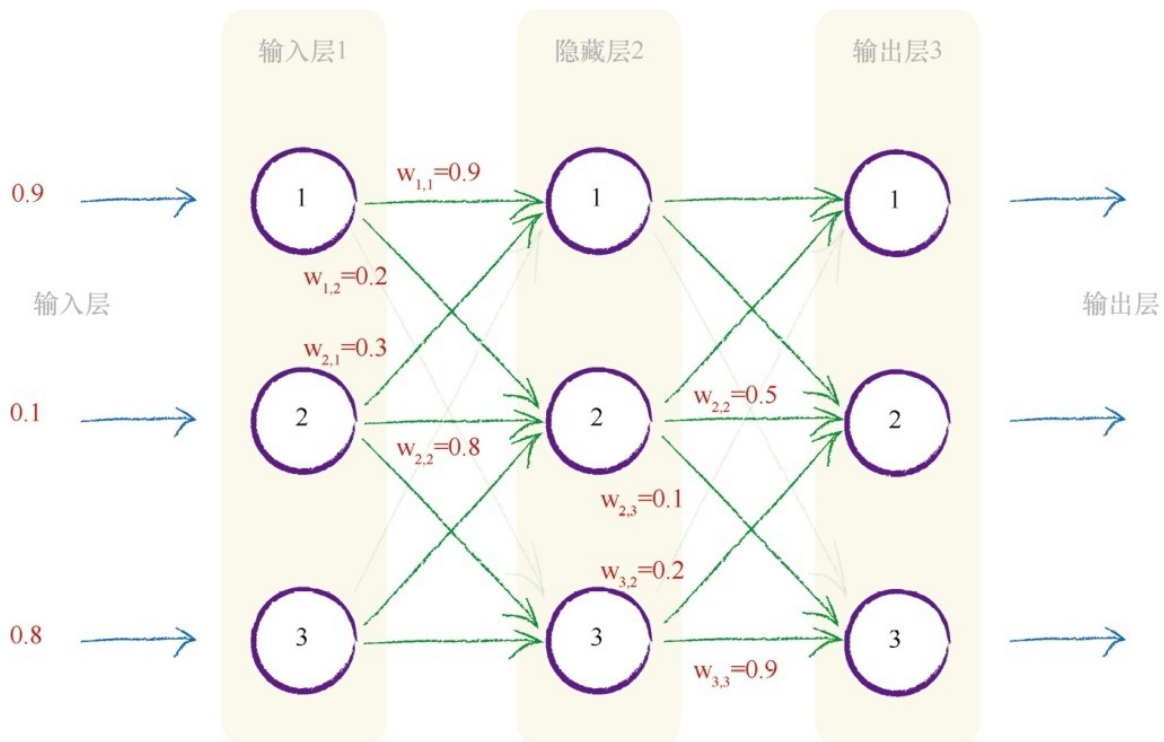 输入层1
隐藏层2
输出层3
0.9
1
w1,1=0.9
1
1
w1,2=0.2
输入层
输出层
w2,1=0.3
0.1
2
w2,2=0.8
2
w2,2=0.5
2
w2,3=0.1
w3,2=0.2
0.8
3
3
w3,3=0.9
3